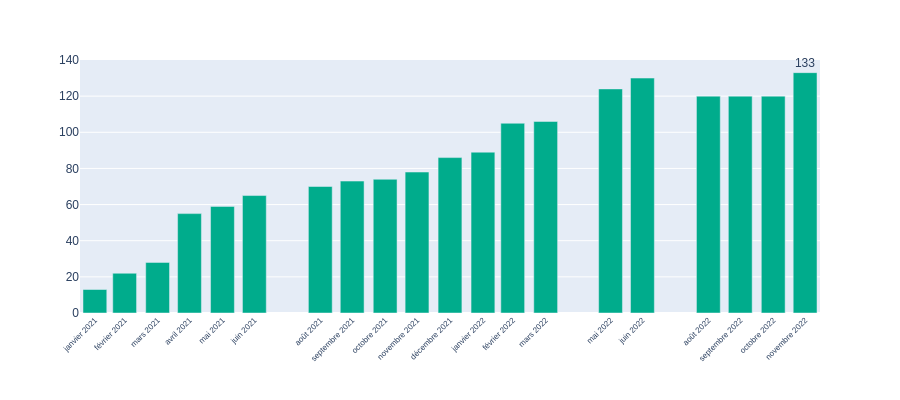 133
140
120
100
80
60
40
20
0
janvier 2021
février 2021
mars 2021
avril 2021
mai 2021
juin 2021
août 2021
septembre 2021
octobre 2021
novembre 2021
décembre 2021
janvier 2022
février 2022
mars 2022
mai 2022
juin 2022
août 2022
septembre 2022
octobre 2022
novembre 2022